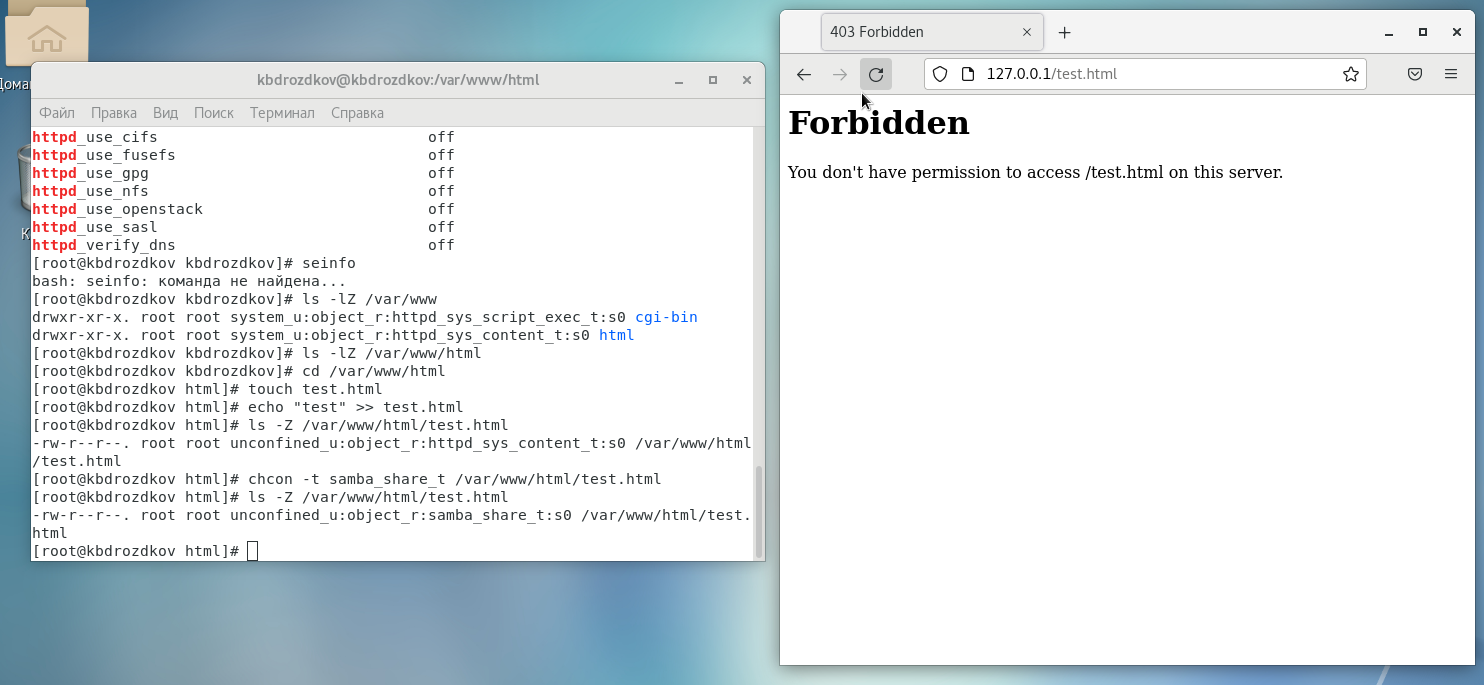 kbdrozdkov@kbdrozdkov:/var/www/html
Файл Правка Вид Поиск Терминал Справка
httpd_use_cifs off
httpd_use_fusefs off
httpd_use_gpg off
httpd_use_nfs off
httpd_use_openstack off
httpd_use_sasl off
httpd_verify_dns off
[root@kbdrozdkov kbdrozdkov]# seinfo
bash: seinfo: команда не найдена...
[root@kbdrozdkov kbdrozdkov]# ls -lZ /var/www
drwxr-xr-x. root root system_u:object_r:httpd_sys_script_exec_t:s0 cgi-bin
drwxr-xr-x. root root system_u:object_r:httpd_sys_content_t:s0 html
[root@kbdrozdkov kbdrozdkov]# ls -lZ /var/www/html
[root@kbdrozdkov kbdrozdkov]# cd /var/www/html
[root@kbdrozdkov html]# touch test.html
[root@kbdrozdkov html]# echo "test" >> test.html
[root@kbdrozdkov html]# ls -Z /var/www/html/test.html
-rw-r--r--. root root unconfined_u:object_r:httpd_sys_content_t:s0 /var/www/html
/test.html
[root@kbdrozdkov html]# chcon -t samba_share_t /var/www/html/test.html
[root@kbdrozdkov html]# ls -Z /var/www/html/test.html
-rw-r--r--. root root unconfined_u:object_r:samba_share_t:s0 /var/www/html/test.
html
[root@kbdrozdkov html]#
403 Forbidden
127.0.0.1/test.html
Forbidden
You don't have permission to access /test.html on this server.